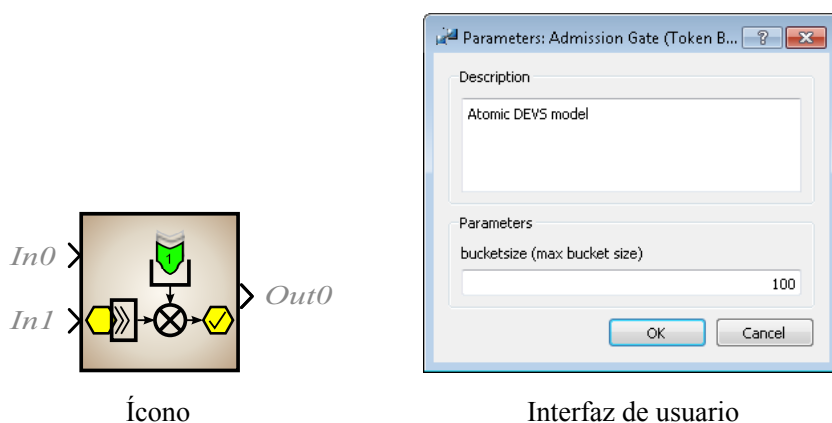 Parameters: Admission Gate (Token B...
Description
Atomic DEVS model
Parameters
bucketsize (max bucket size)
100
OK Cancel
In0
1
In1
Out0
Ícono
Interfaz de usuario